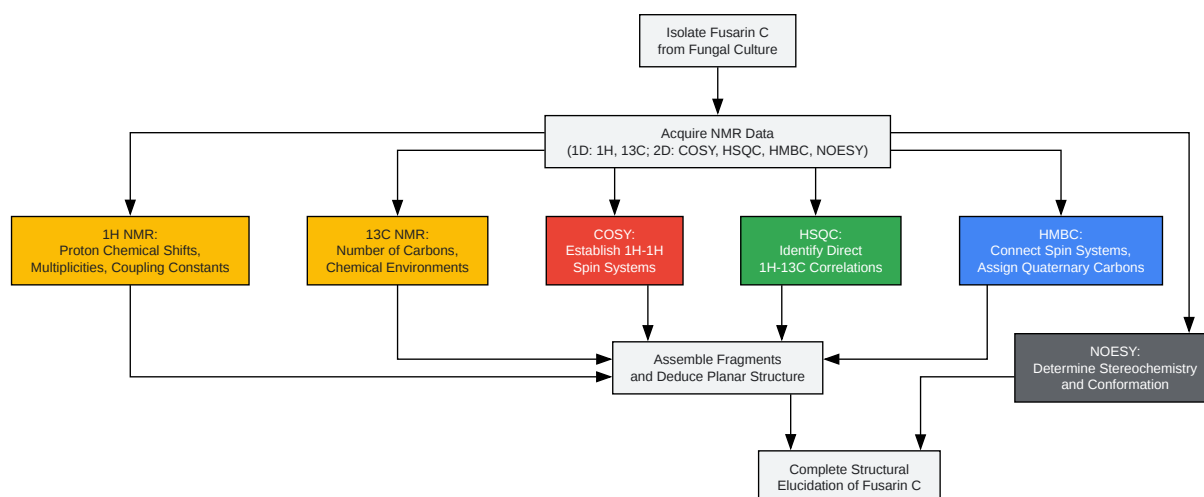 Isolate Fusarin C
from Fungal Culture
Acquire NMR Data
(1D: 1H, 13C; 2D: COSY, HSQC, HMBC, NOESY)
1H NMR:
Proton Chemical Shifts,
Multiplicities, Coupling Constants
13C NMR:
Number of Carbons,
Chemical Environments
COSY:
Establish 1H-1H
Spin Systems
HSQC:
Identify Direct
1H-13C Correlations
HMBC:
Connect Spin Systems,
Assign Quaternary Carbons
Assemble Fragments
and Deduce Planar Structure
NOESY:
Determine Stereochemistry
and Conformation
Complete Structural
Elucidation of Fusarin C